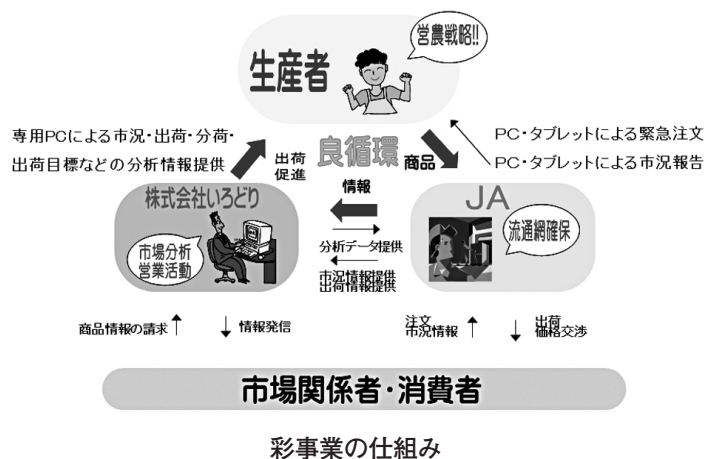 営農戦略!!
生産者
専用PCによる市況・出荷・分荷・
出荷目標などの分析情報提供
出荷
促進
良循環
商品
PC・タブレットによる緊急注文
PC・タブレットによる市況報告
株式会社いろどり
市場分析
営業活動
情報
分析データ提供
市況情報提供
出荷情報提供
JA
流通網確保
商品情報の請求
情報発信
注文
市況情報
出荷
価格交渉
市場関係者・消費者
彩事業の仕組み